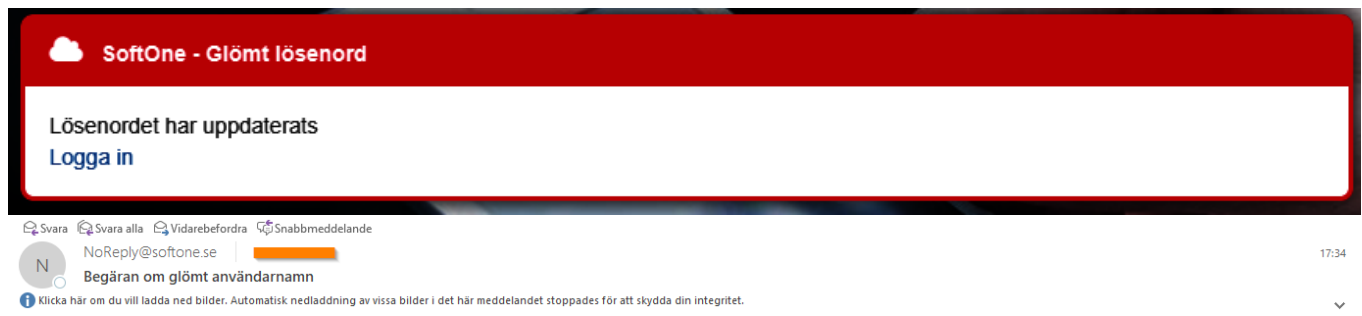 SoftOne - Glömt lösenord
Lösenordet har uppdaterats
Logga in
Svara Svara alla Vidarebefordra Snabbmeddelande
N
NoReply@softone.se
17:34
Begäran om glömt användarnamn
Klicka här om du vill ladda ned bilder. Automatisk nedladdning av vissa bilder i det här meddelandet stoppades för att skydda din integritet.